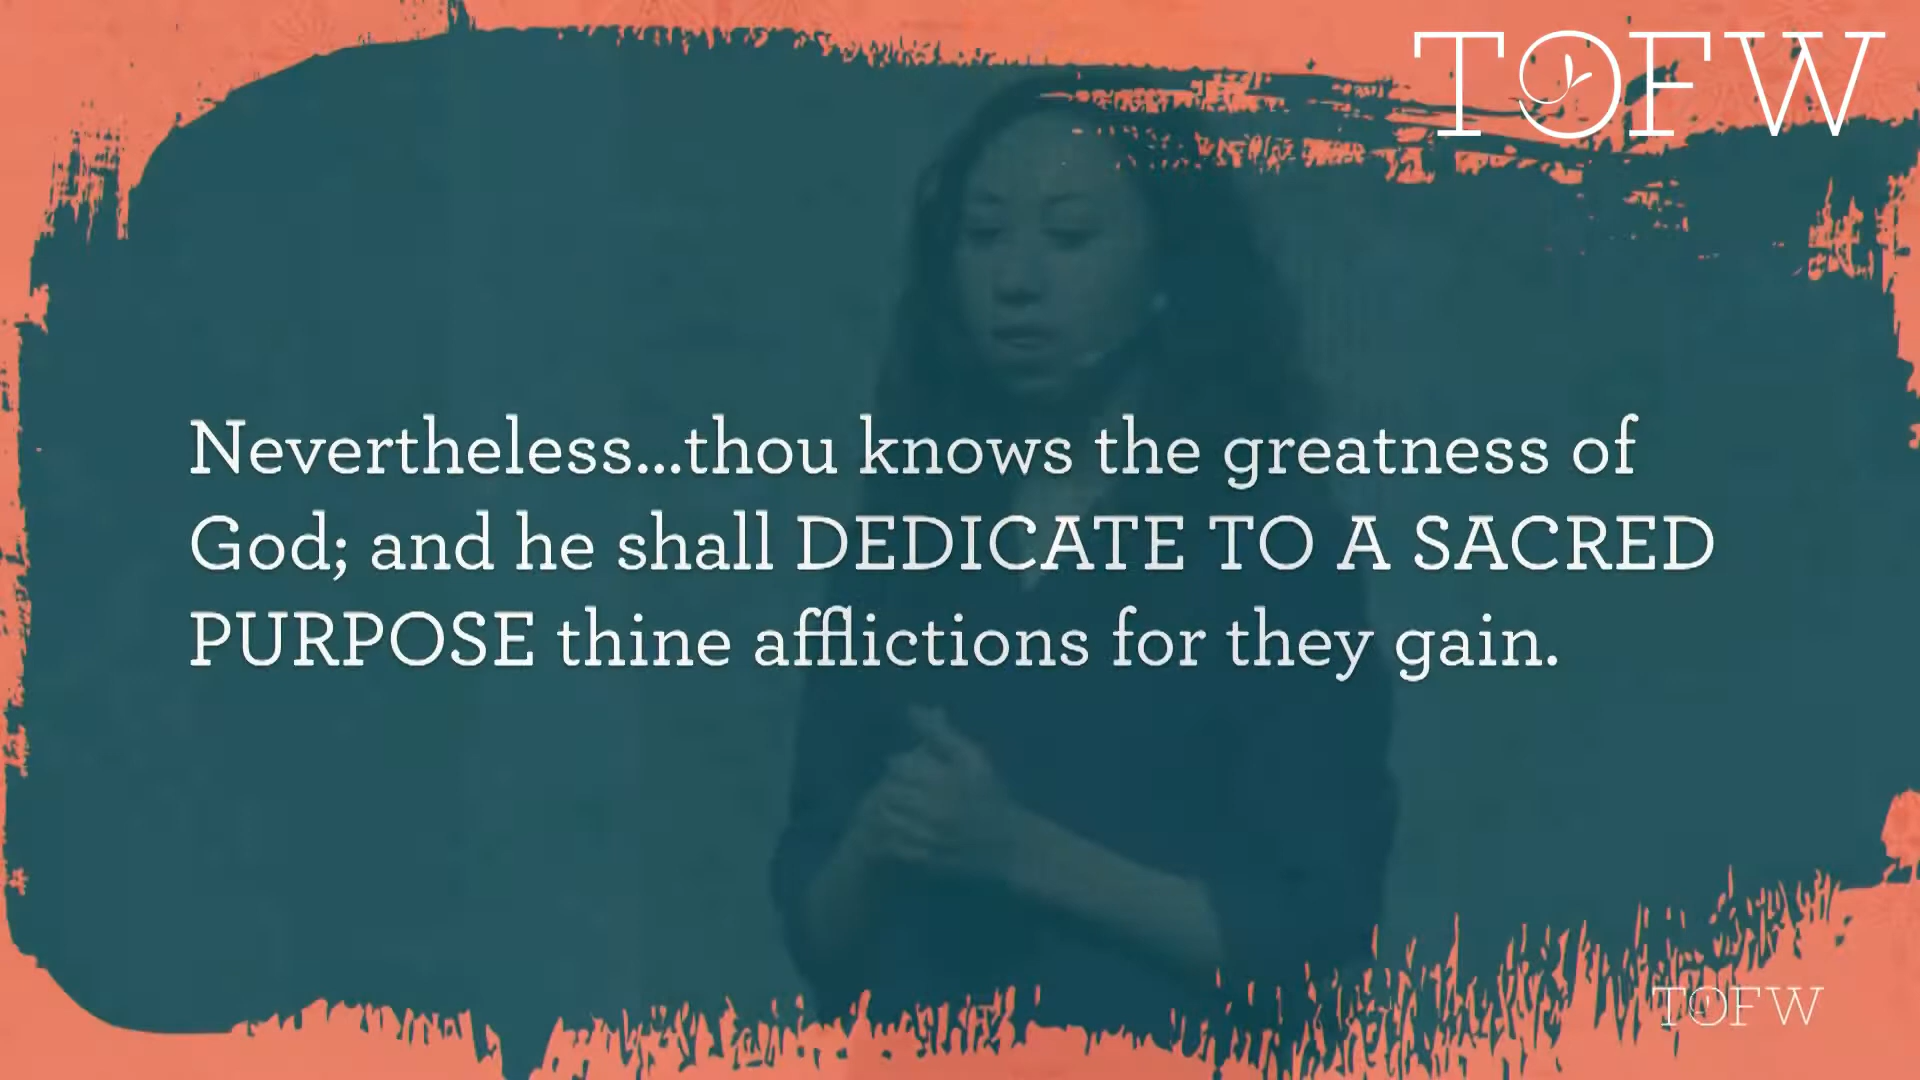 TOFW
Nevertheless...thou knows the greatness of
God; and he shall DEDICATE TO A SACRED
PURPOSE thine afflictions for they gain.
TOFW